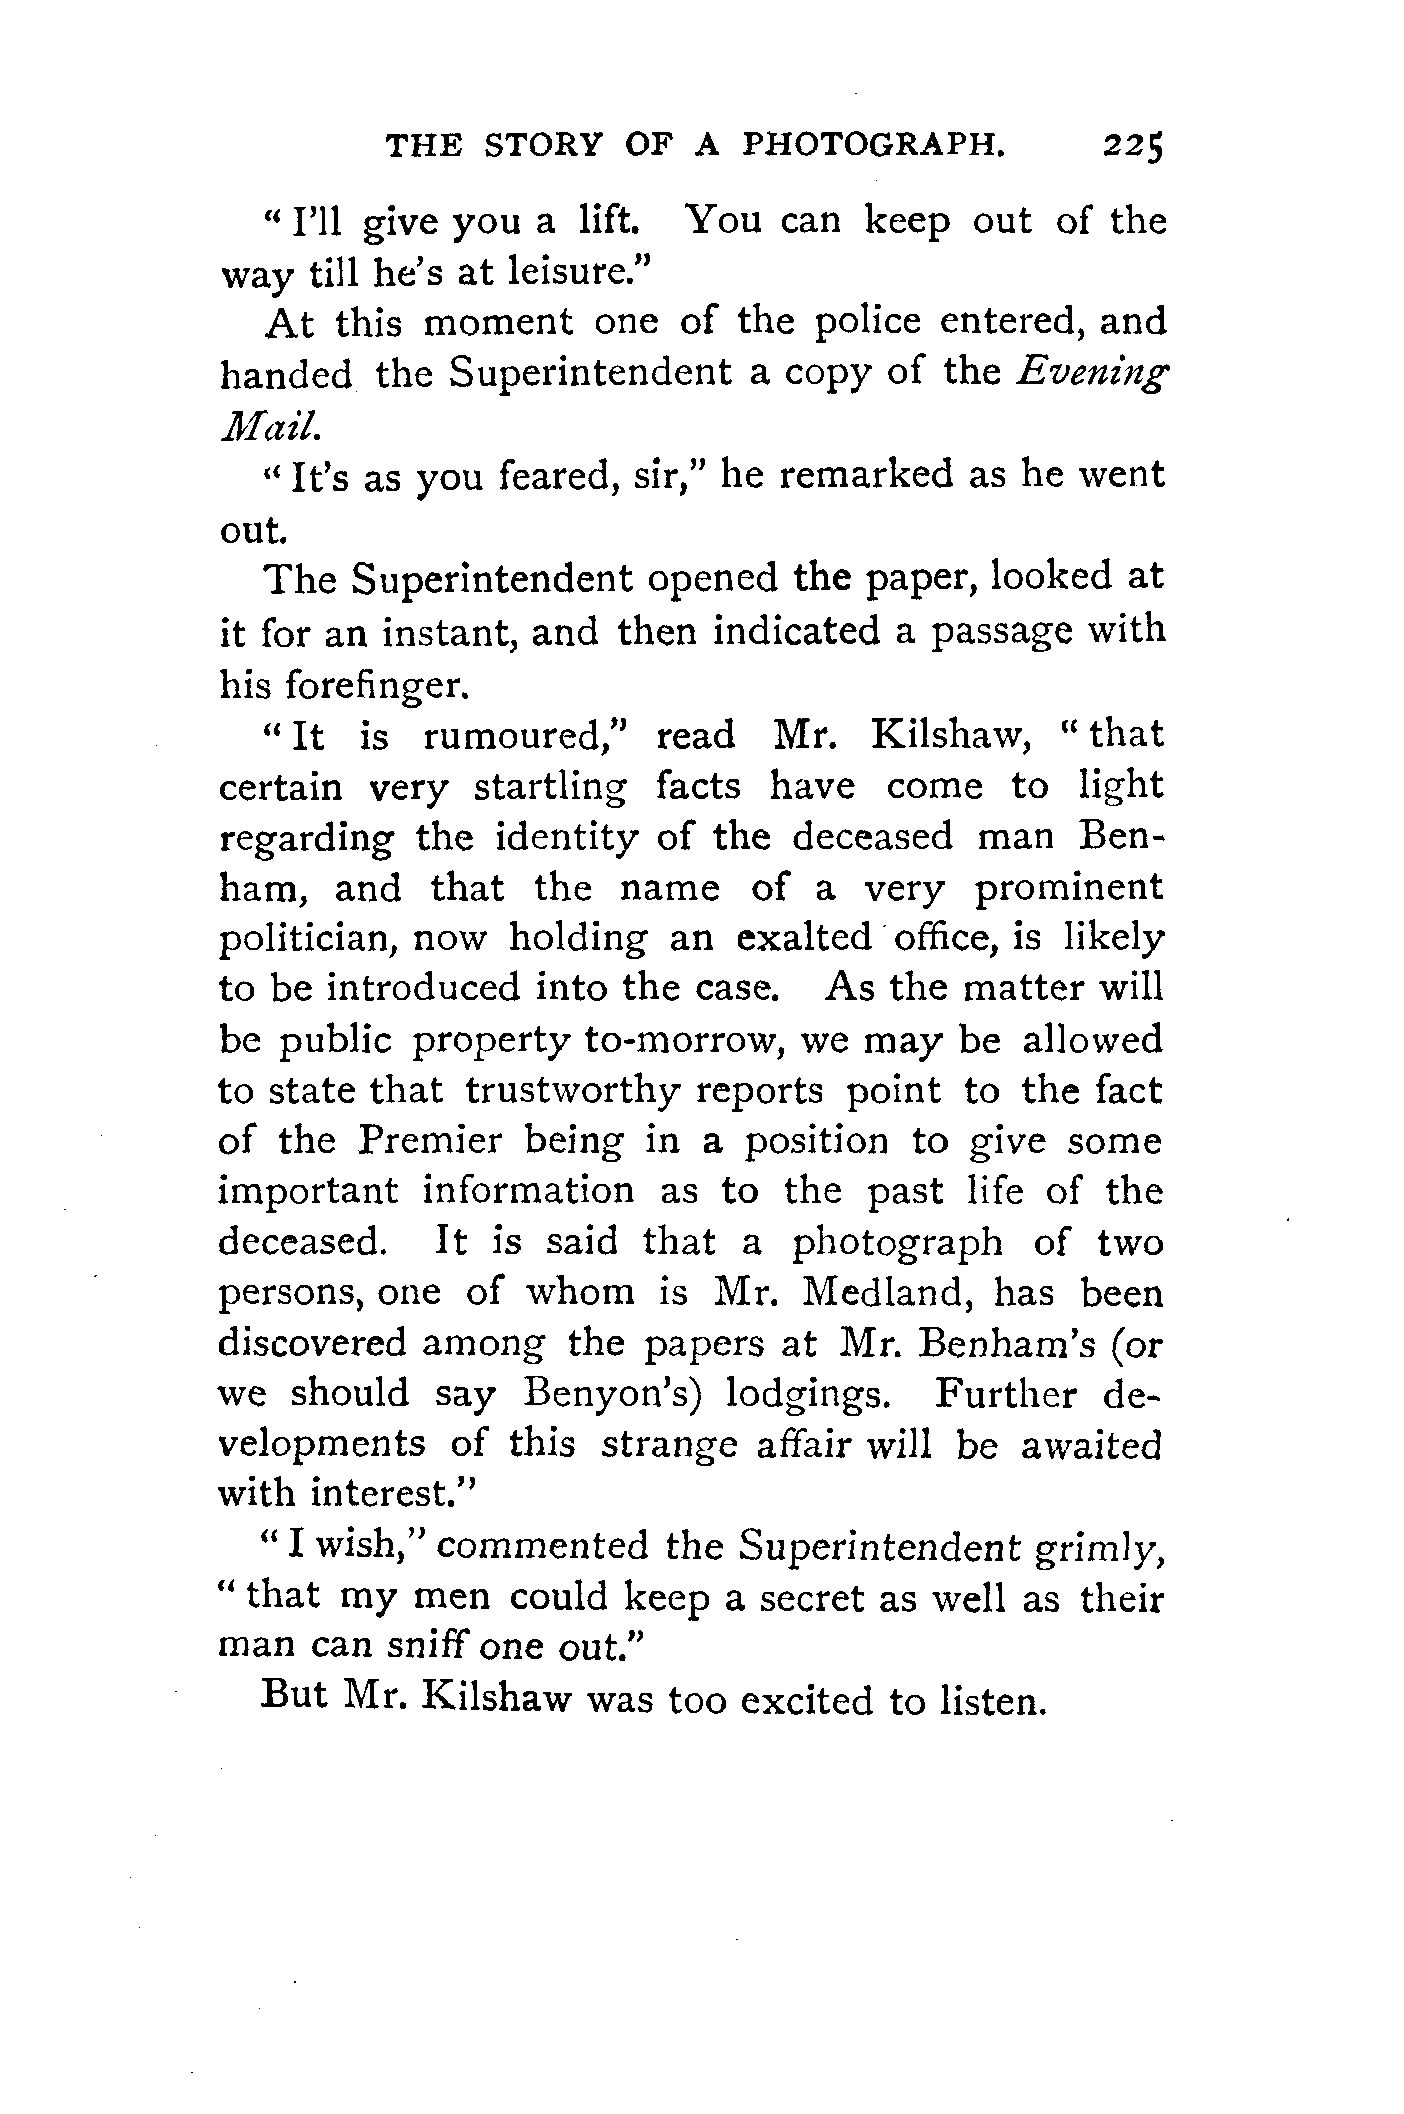 THE STORY OF A PHOTOGRAPH. 225
“ I’ll give you a lift. You can keep out of the
way till he’s at leisure.”
At this moment one of the police entered, and
handed the Superintendent a copy of the Evening
Mail.
“ It’s as you feared, sir,” he remarked as he went
out.
The Superintendent opened the paper, looked at
it for an instant, and then indicated a passage with
his forefinger.
“ It is rumoured,” read Mr. Kilshaw, “ that
certain very startling facts have come to light
regarding the identity of the deceased man Ben-
ham, and that the name of a very prominent
politician, now holding an exalted office, is likely
to be introduced into the case. As the matter will
be public property to-morrow, we may be allowed
to state that trustworthy reports point to the fact
of the Premier being in a position to give some
important information as to the past life of the
deceased. It is said that a photograph of two
persons, one of whom is Mr. Medland, has been
discovered among the papers at Mr. Benham’s (or
we should say Benyon’s) lodgings. Further de-
velopments of this strange affair will be awaited
with interest.”
“ I wish,” commented the Superintendent grimly,
“ that my men could keep a secret as well as their
man can sniff one out.”
But Mr. Kilshaw was too excited to listen.